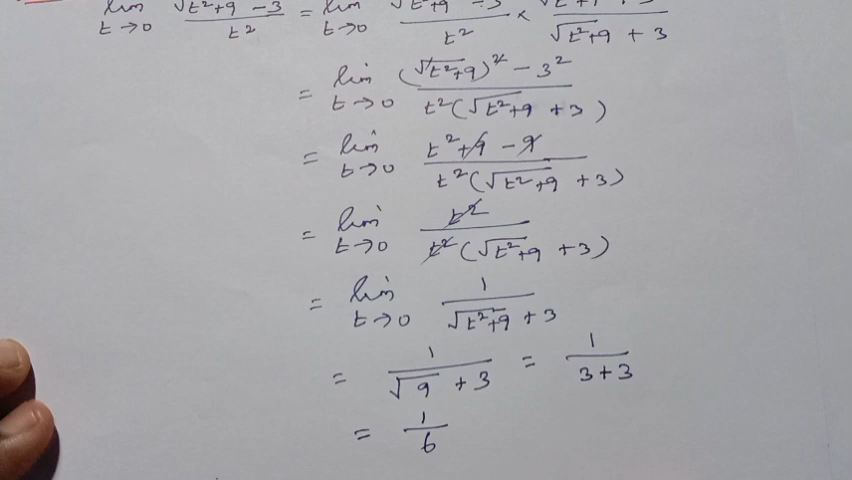 lim t→0 √t²+9 − 3 / t² = lim t→0 √t²+9 − 3 / t² × √t²+9 + 3 / √t²+9 + 3
= lim t→0 (√t²+9)² − 3² / t²(√t²+9 + 3)
= lim t→0 t²+9 − 9 / t²(√t²+9 + 3)
= lim t→0 t² / t²(√t²+9 + 3)
= lim t→0 1 / √t²+9 + 3
= 1 / √9 + 3 = 1 / 3+3
= 1 / 6